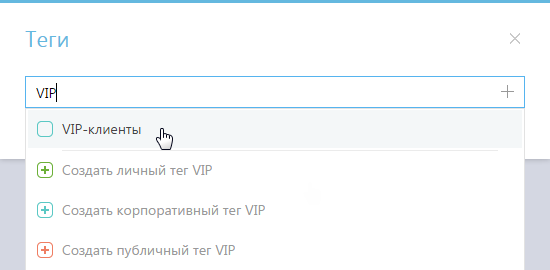 Теги
VIP
VIP-клиенты
Создать личный тег VIP
Создать корпоративный тег VIP
Создать публичный тег VIP